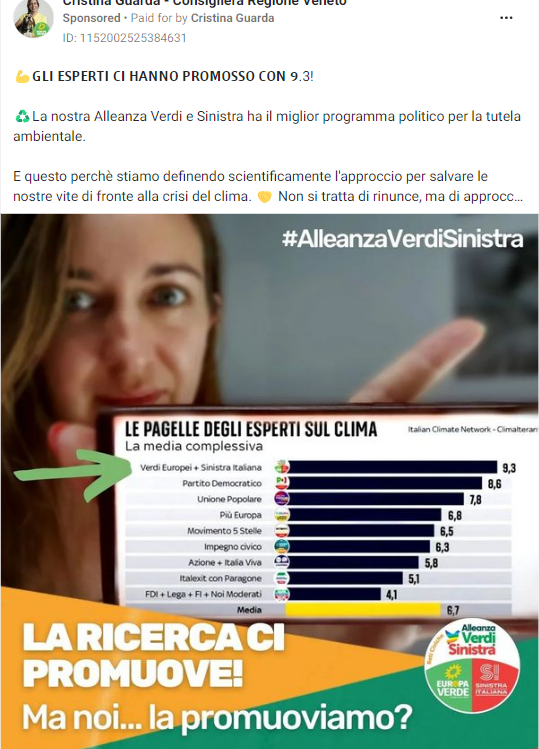 Cristina Guarda - Consigliera Regione Veneto
Sponsored • Paid for by Cristina Guarda
ID: 1152002525384631
💪GLI ESPERTI CI HANNO PROMOSSO CON 9.3!
♻️La nostra Alleanza Verdi e Sinistra ha il miglior programma politico per la tutela
ambientale.
E questo perchè stiamo definendo scientificamente l'approccio per salvare le
nostre vite di fronte alla crisi del clima. 🤛 Non si tratta di rinunce, ma di approcc...
#AlleanzaVerdiSinistra
LE PAGELLE DEGLI ESPERTI SUL CLIMA
Italian Climate Network - Climalteran
La media complessiva
Verdi Europei + Sinistra Italiana 9,3
Partito Democratico 8,6
Unione Popolare 7,8
Più Europa 6,8
Movimento 5 Stelle 6,5
Impegno civico 6,3
Azione + Italia Viva 5,8
Italexit con Paragone 5,1
FDI + Lega + FI + Noi Moderati 4,1
Media 6,7
LA RICERCA CI
PROMUOVE!
Ma noi... la promuoviamo?
Alleanza
Verdi
Sinistra
Reti Civiche
EUROPA
VERDE
SI
SINISTRA
ITALIANA